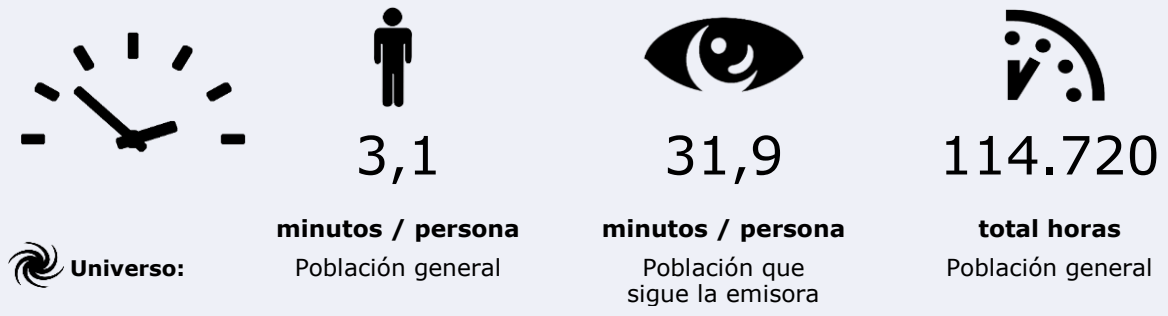 3,1
31,9
114.720
minutos / persona
minutos / persona
total horas
Universo:
Población general
Población que
sigue la emisora
Población general